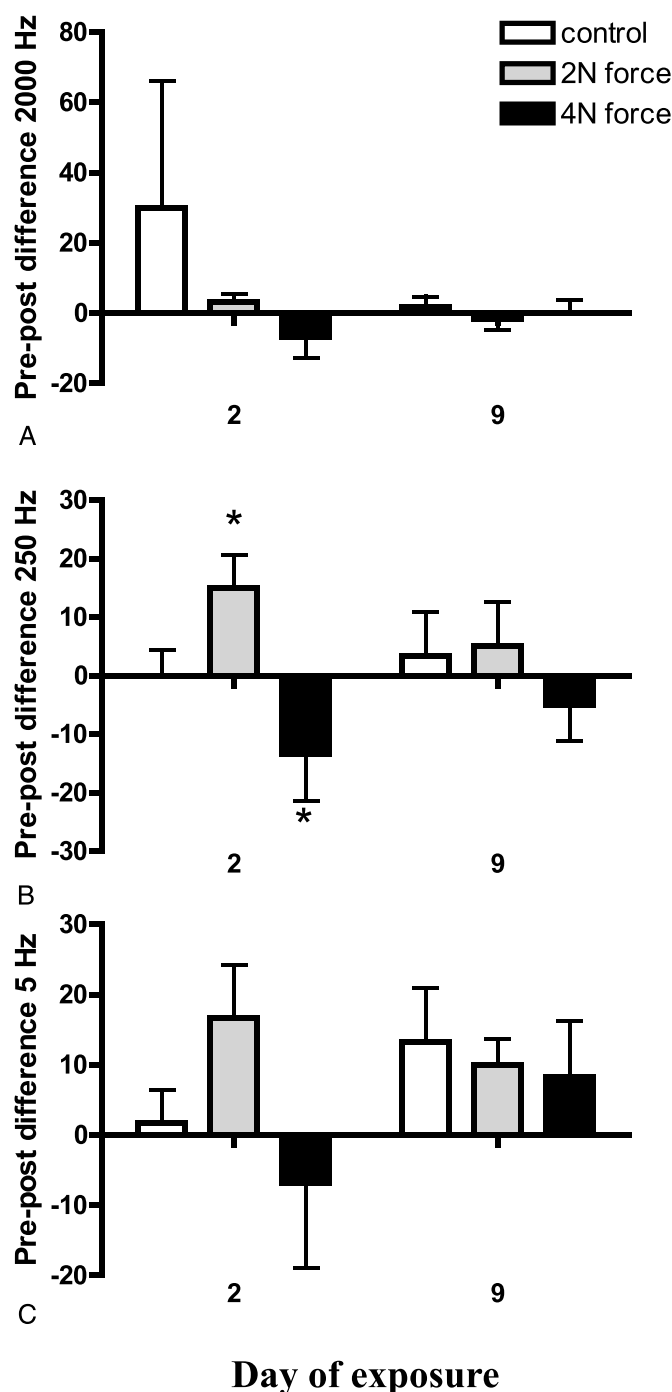 control
2N force
4N force
Pre-post difference 2000 Hz
80
60
40
20
0
-20
2 9
A
Pre-post difference 250 Hz
30
20
10
0
-10
-20
-30
*
*
2 9
B
Pre-post difference 5 Hz
30
20
10
0
-10
-20
2 9
C
Day of exposure